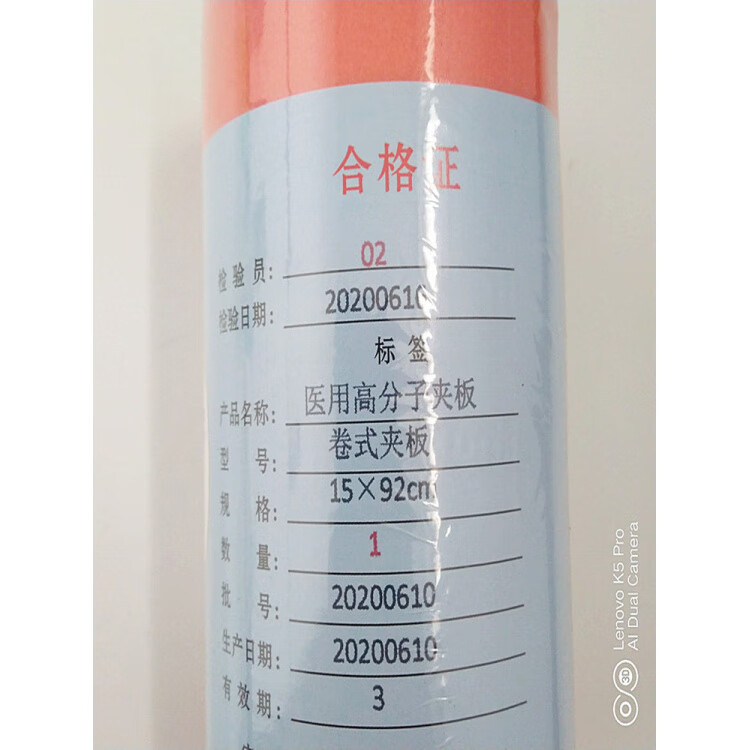 合格证
检验员: 02
检验日期: 20200610
标签
产品名称: 医用高分子夹板
型号: 卷式夹板
规格: 15×92cm
数量: 1
批号: 20200610
生产日期: 20200610
有效期: 3
Lenovo K5 Pro
AI Dual Camera